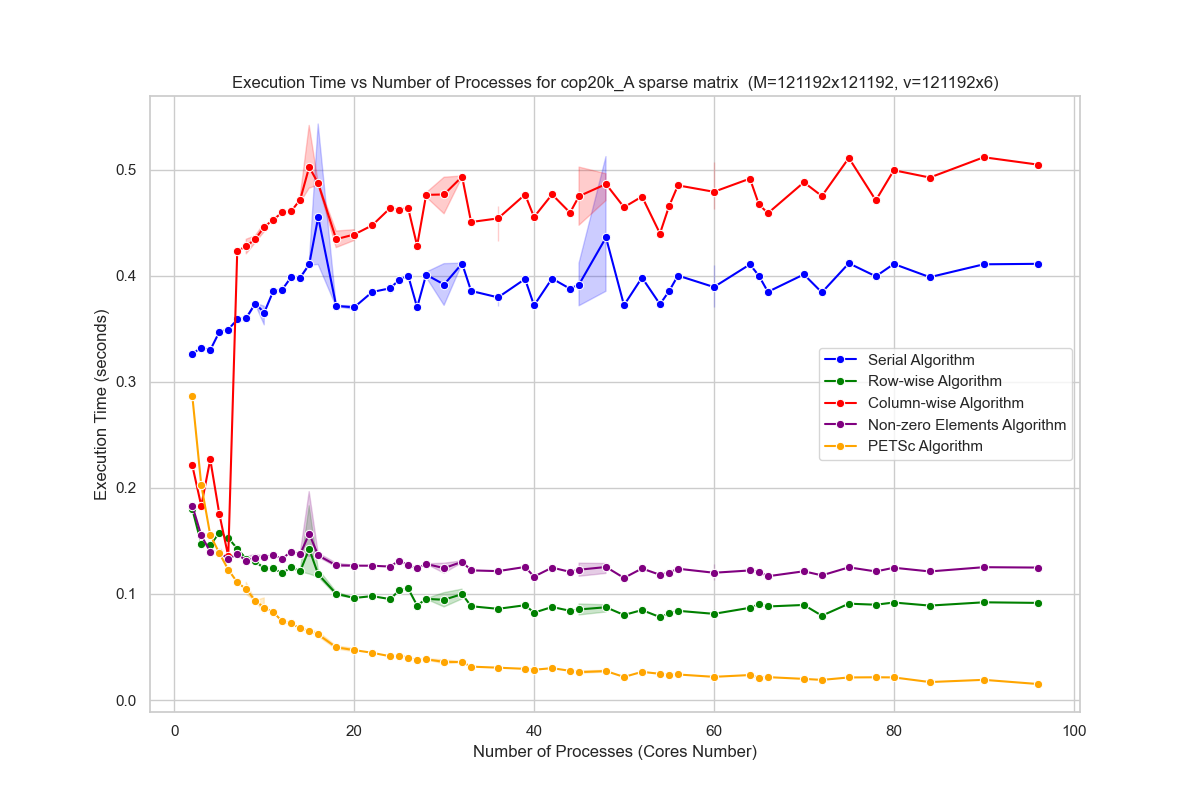 Execution Time vs Number of Processes for cop20k_A sparse matrix  (M=121192x121192, v=121192x6)
Execution Time (seconds)
0.5
0.4
0.3
0.2
0.1
0.0
Serial Algorithm
Row-wise Algorithm
Column-wise Algorithm
Non-zero Elements Algorithm
PETSc Algorithm
0 20 40 60 80 100
Number of Processes (Cores Number)